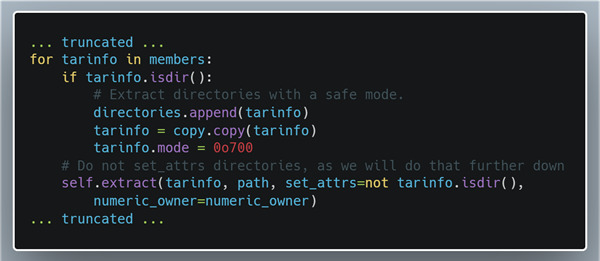 ... truncated ...
for tarinfo in members:
    if tarinfo.isdir():
        # Extract directories with a safe mode.
        directories.append(tarinfo)
        tarinfo = copy.copy(tarinfo)
        tarinfo.mode = 0o700
    # Do not set_attrs directories, as we will do that further down
    self.extract(tarinfo, path, set_attrs=not tarinfo.isdir(),
        numeric_owner=numeric_owner)
... truncated ...